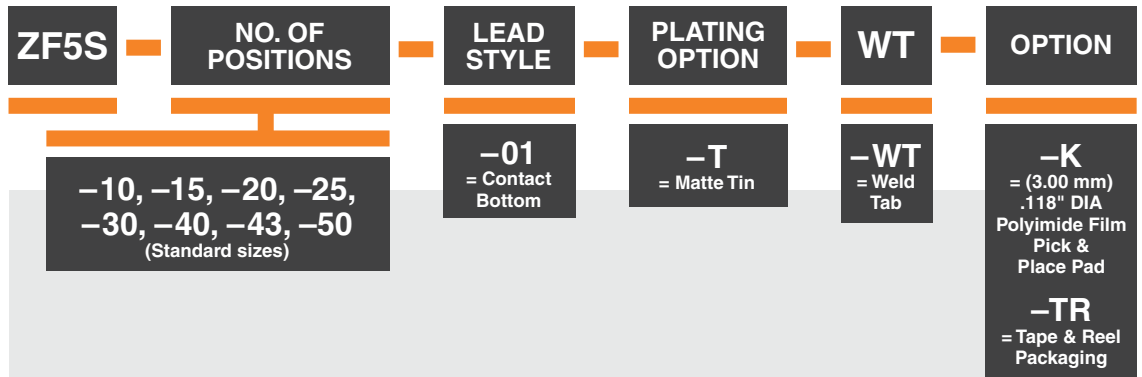 ZF5S
NO. OF
POSITIONS
LEAD
STYLE
PLATING
OPTION
WT
OPTION
–10, –15, –20, –25,
–30, –40, –43, –50
(Standard sizes)
–01
= Contact
Bottom
–T
= Matte Tin
–WT
= Weld
Tab
–K
= (3.00 mm)
.118" DIA
Polyimide Film
Pick &
Place Pad
–TR
= Tape & Reel
Packaging